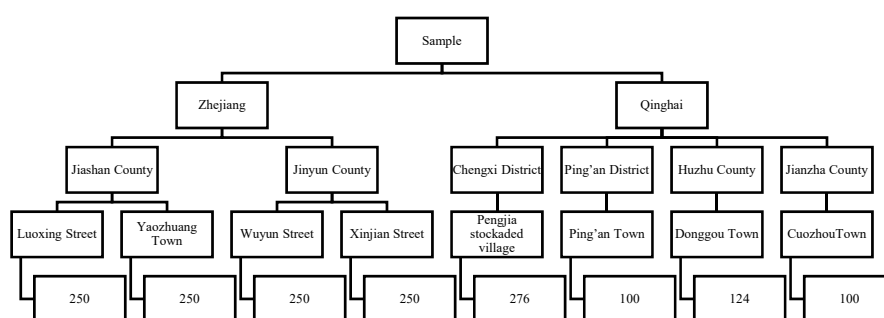 Sample
Zhejiang
Qinghai
Jiashan County
Jinyun County
Chengxi District
Ping’an District
Huzhu County
Jianzha County
Luoxing Street
Yaozhuang
Town
Wuyun Street
Xinjian Street
Pengjia
stockaded
village
Ping’an Town
Donggou Town
CuozhouTown
250
250
250
250
276
100
124
100